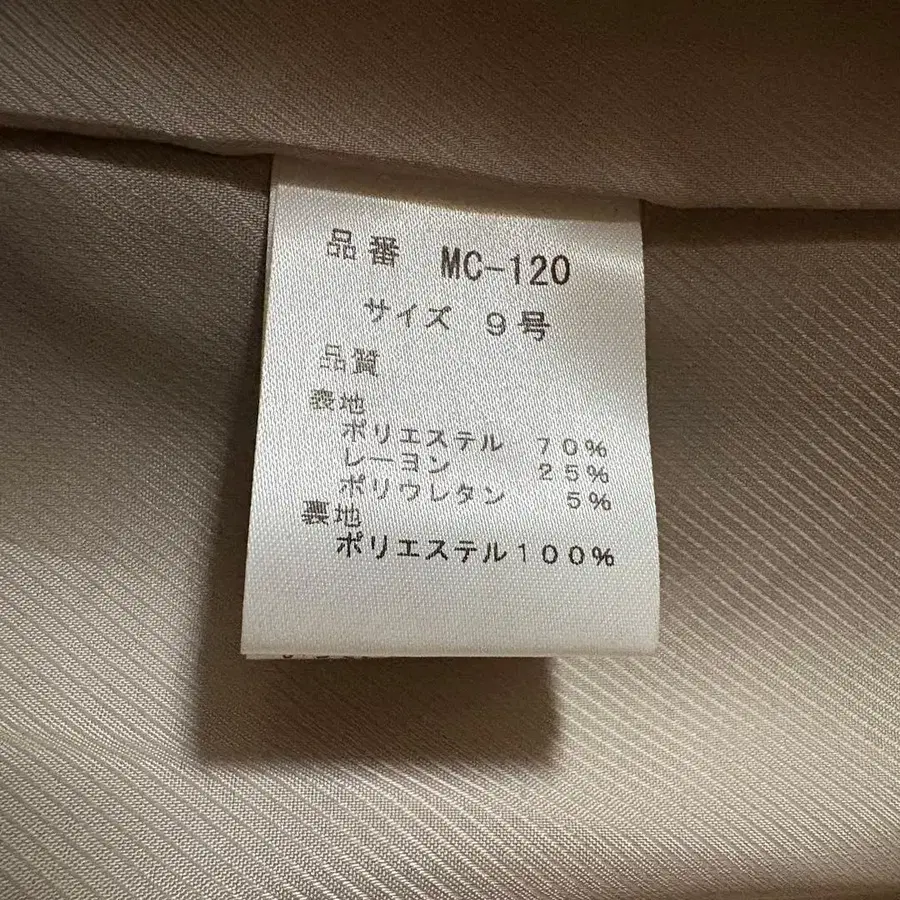 品番 MC-120
サイズ 9号
品質
表地
ポリエステル 70%
レーヨン 25%
ポリウレタン 5%
裏地
ポリエステル100%